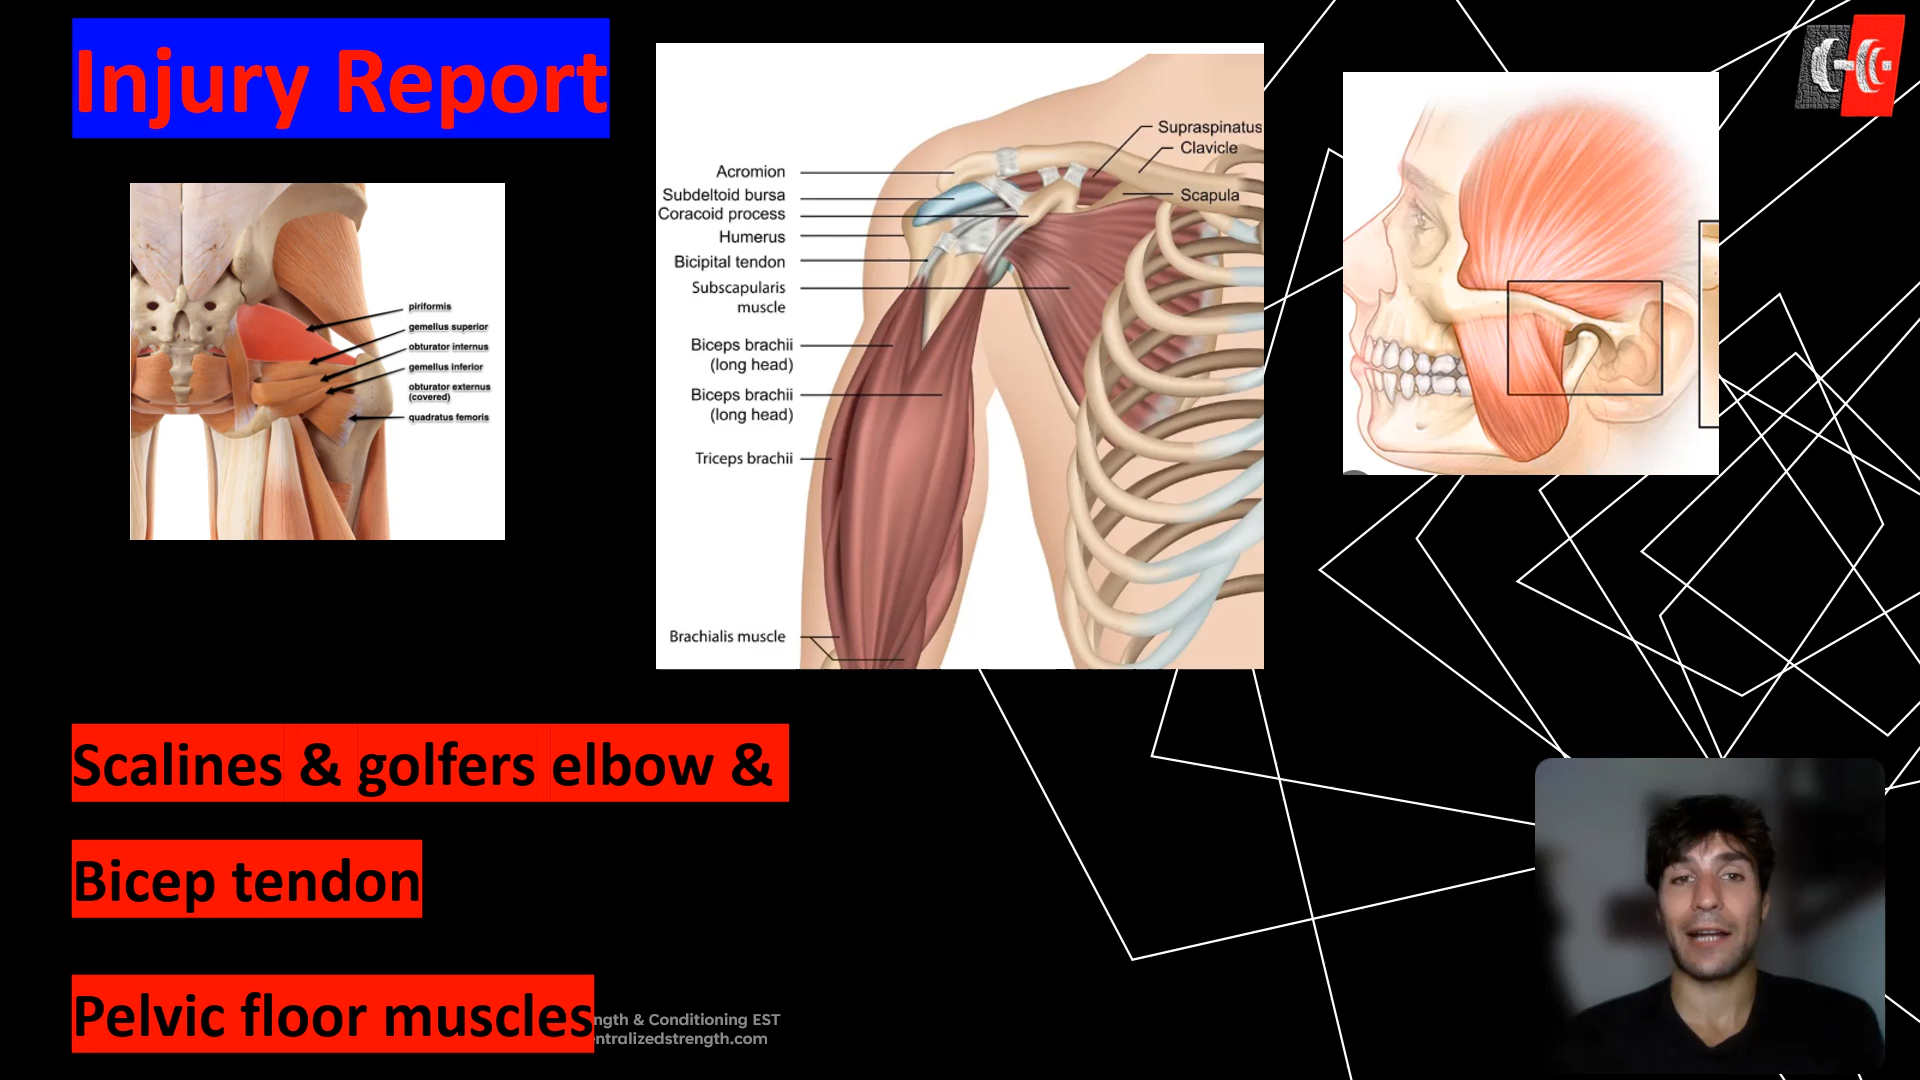 Injury Report
piriformis
gemellus superior
obturator internus
gemellus inferior
obturator externus
(covered)
quadratus femoris
Acromion
Subdeltoid bursa
Coracoid process
Humerus
Bicipital tendon
Subscapularis
muscle
Biceps brachii
(long head)
Biceps brachii
(long head)
Triceps brachii
Brachialis muscle
Supraspinatus
Clavicle
Scapula
Scalines & golfers elbow &
Bicep tendon
Pelvic floor muscles
ngth & Conditioning EST
entralizedstrength.com